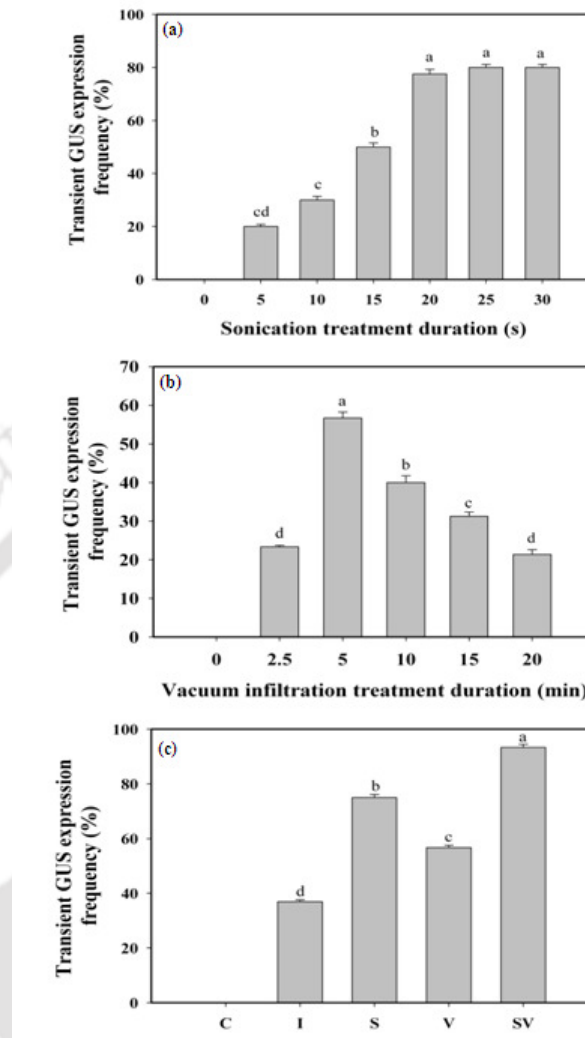 (a)
Transient GUS expression
frequency (%)
100
80
60
40
20
0
a
a
a
b
c
cd
0 5 10 15 20 25 30
Sonication treatment duration (s)
(b)
Transient GUS expression
frequency (%)
70
60
50
40
30
20
10
0
a
b
c
d
d
0 2.5 5 10 15 20
Vacuum infiltration treatment duration (min)
(c)
Transient GUS expression
frequency (%)
100
80
60
40
20
0
a
b
c
d
C I S V SV